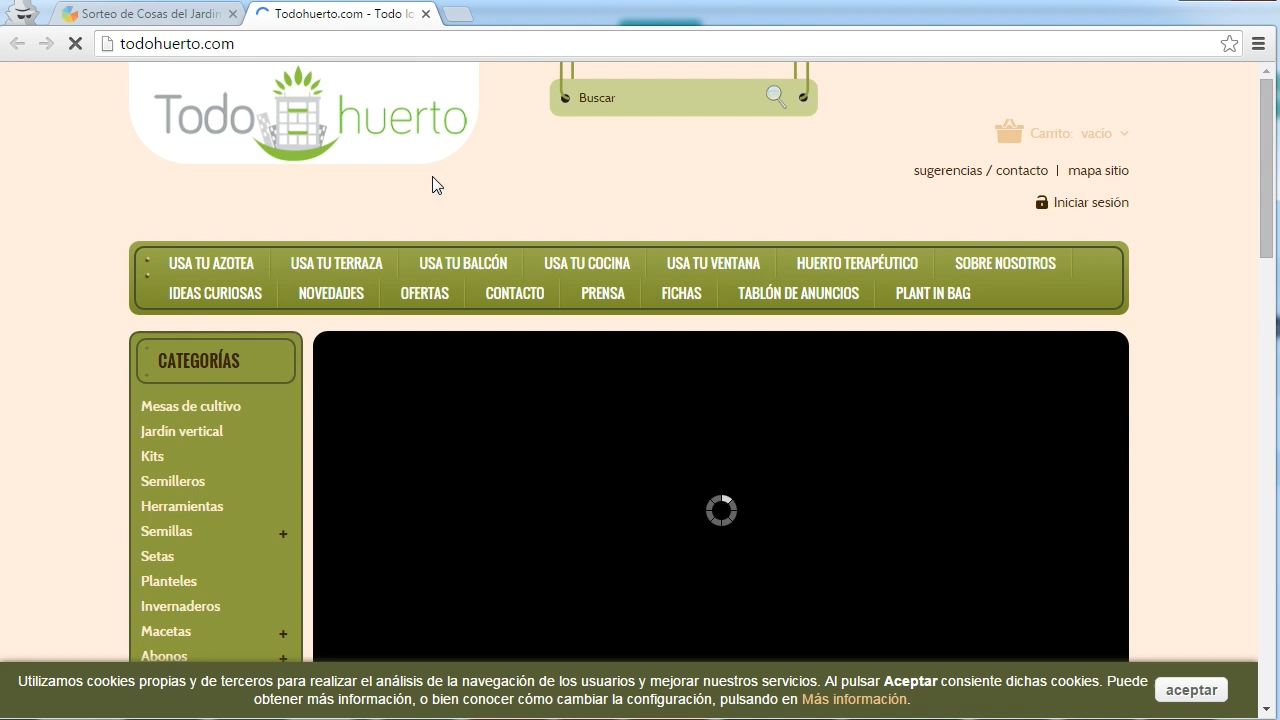 Sorteo de Cosas del Jardin
Todohuerto.com - Todo lo
todohuerto.com
Todo huerto
Buscar
Carrito: vacío
sugerencias / contacto | mapa sitio
Iniciar sesión
USA TU AZOTEA USA TU TERRAZA USA TU BALCÓN USA TU COCINA USA TU VENTANA HUERTO TERAPÉUTICO SOBRE NOSOTROS
IDEAS CURIOSAS NOVEDADES OFERTAS CONTACTO PRENSA FICHAS TABLÓN DE ANUNCIOS PLANT IN BAG
CATEGORÍAS
Mesas de cultivo
Jardín vertical
Kits
Semilleros
Herramientas
Semillas +
Setas
Planteles
Invernaderos
Macetas +
Abonos +
Utilizamos cookies propias y de terceros para realizar el análisis de la navegación de los usuarios y mejorar nuestros servicios. Al pulsar Aceptar consiente dichas cookies. Puede
obtener más información, o bien conocer cómo cambiar la configuración, pulsando en Más información.
aceptar